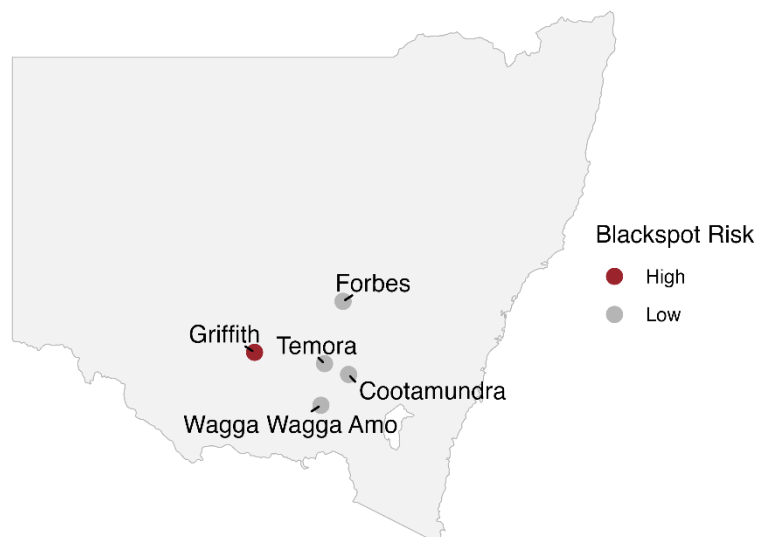 Forbes
Griffith
Temora
Cootamundra
Wagga Wagga Amo
Blackspot Risk
High
Low